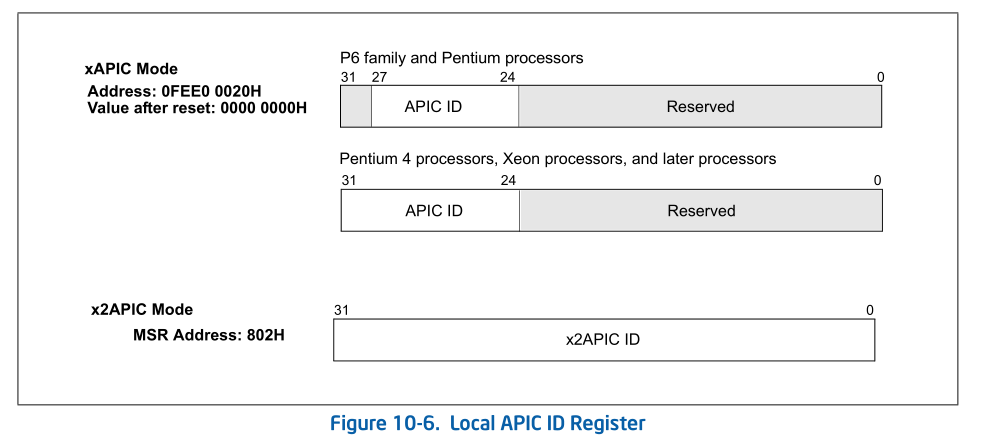 P6 family and Pentium processors
xAPIC Mode
Address: 0FEE0 0020H
Value after reset: 0000 0000H
31 27 24 0
APIC ID Reserved
Pentium 4 processors, Xeon processors, and later processors
31 24 0
APIC ID Reserved
x2APIC Mode
MSR Address: 802H
31 0
x2APIC ID
Figure 10-6. Local APIC ID Register